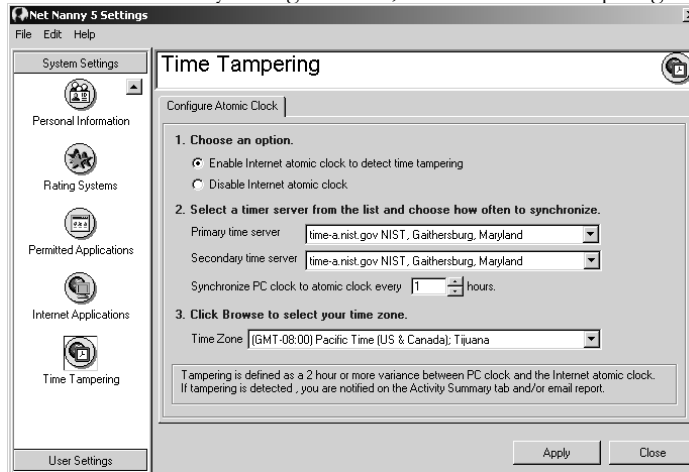 Net Nanny 5 Settings
File Edit Help
System Settings
Personal Information
Rating Systems
Permitted Applications
Internet Applications
Time Tampering
User Settings
Time Tampering
Configure Atomic Clock
1. Choose an option.
Enable Internet atomic clock to detect time tampering
Disable Internet atomic clock
2. Select a timer server from the list and choose how often to synchronize.
Primary time server time-a.nist.gov NIST, Gaithersburg, Maryland
Secondary time server time-a.nist.gov NIST, Gaithersburg, Maryland
Synchronize PC clock to atomic clock every 1 hours.
3. Click Browse to select your time zone.
Time Zone (GMT-08:00) Pacific Time (US & Canada); Tijuana
Tampering is defined as a 2 hour or more variance between PC clock and the Internet atomic clock.
If tampering is detected , you are notified on the Activity Summary tab and/or email report.
Apply Close